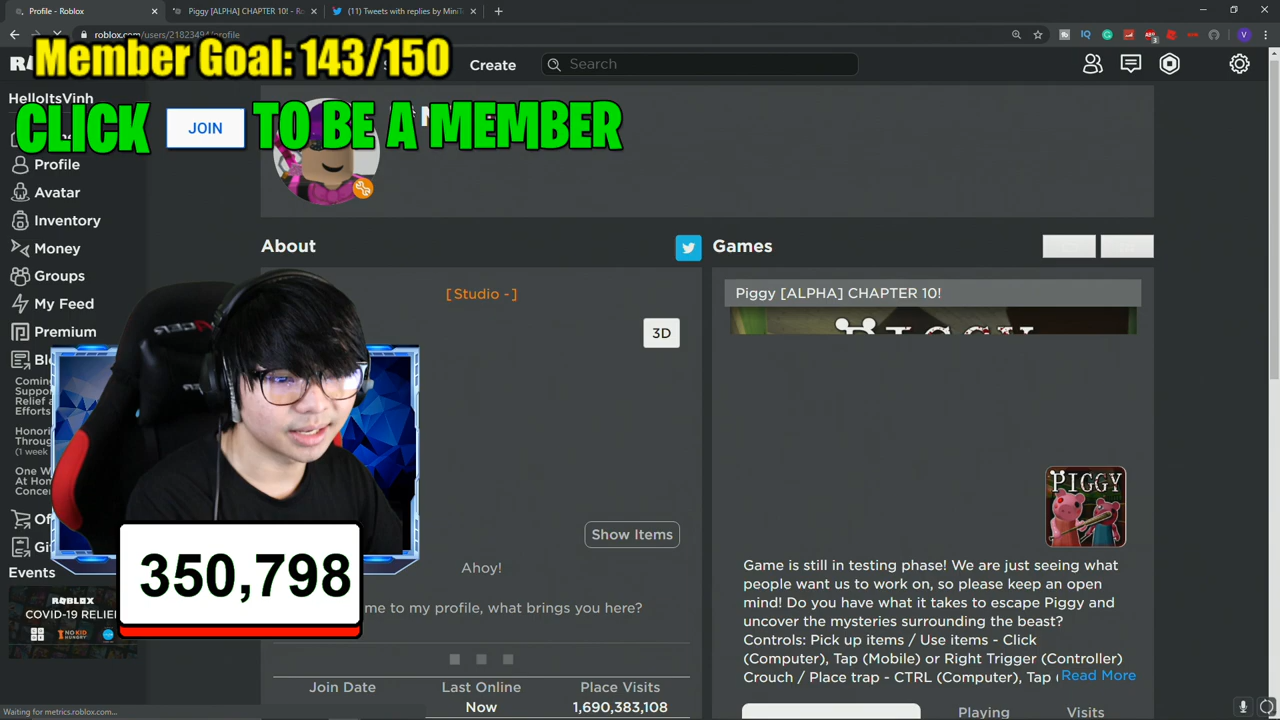 Profile - Roblox
Piggy [ALPHA] CHAPTER 10! - Ro
(11) Tweets with replies by MiniT
roblox.com/users/21823494/profile
Member Goal: 143/150
Create
Search
HelloItsVinh
CLICK JOIN TO BE A MEMBER
Profile
Avatar
Inventory
Money
Groups
My Feed
Premium
About
Games
[ Studio - ]
Piggy [ALPHA] CHAPTER 10!
3D
PIGGY
Show Items
Game is still in testing phase! We are just seeing what
people want us to work on, so please keep an open
mind! Do you have what it takes to escape Piggy and
uncover the mysteries surrounding the beast?
Controls: Pick up items / Use items - Click
(Computer), Tap (Mobile) or Right Trigger (Controller)
Crouch / Place trap - CTRL (Computer), Tap
Read More
Ahoy!
me to my profile, what brings you here?
350,798
Events
ROBLOX
COVID-19 RELIEF
NO KID HUNGRY
Join Date
Last Online
Place Visits
Now
1,690,383,108
Playing
Visits
Waiting for metrics.roblox.com...